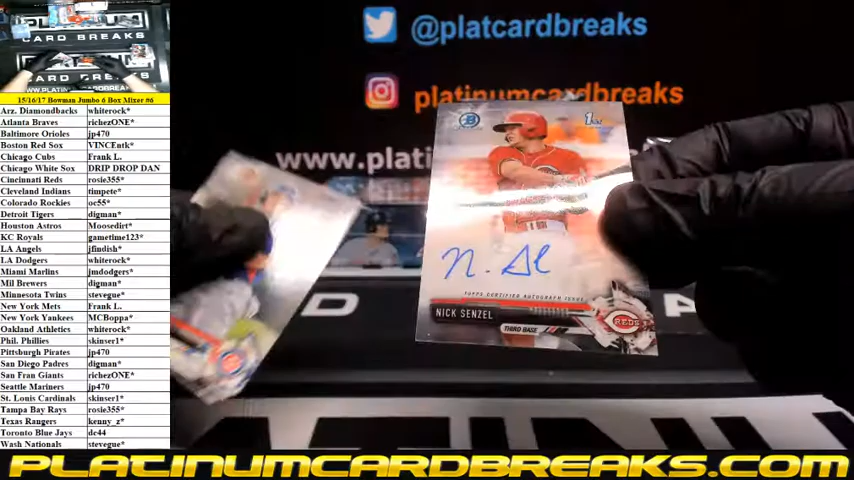 CARD BREAKS
15/16/17 Bowman Jumbo 6 Box Mixer #6
Arz. Diamondbacks whiterock*
Atlanta Braves richezONE*
Baltimore Orioles jp470
Boston Red Sox VINCEntk*
Chicago Cubs Frank L.
Chicago White Sox DRIP DROP DAN
Cincinnati Reds rosie355*
Cleveland Indians timpete*
Colorado Rockies oc55*
Detroit Tigers digman*
Houston Astros Moosedirt*
KC Royals gametime123*
LA Angels jfindish*
LA Dodgers whiterock*
Miami Marlins jmdodgers*
Mil Brewers digman*
Minnesota Twins stevegue*
New York Mets Frank L.
New York Yankees MCBoppa*
Oakland Athletics whiterock*
Phil. Phillies skinser1*
Pittsburgh Pirates jp470
San Diego Padres digman*
San Fran Giants richezONE*
Seattle Mariners jp470
St. Louis Cardinals skinser1*
Tampa Bay Rays rosie355*
Texas Rangers kenny_z*
Toronto Blue Jays dc44
Wash Nationals stevegue*
@platcardbreaks
platinumcardbreaks
www.plati
1st
TOPPS CERTIFIED AUTOGRAPH ISSUE
NICK SENZEL
THIRD BASE
REDS
PLATINUMCARDBREAKS.COM